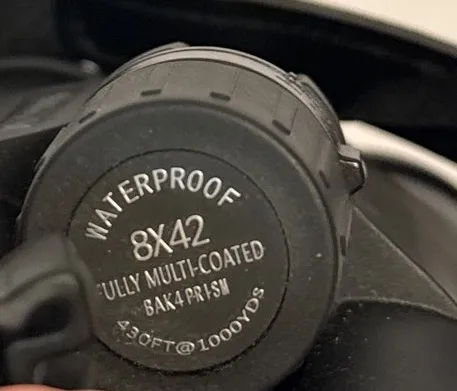 WATERPROOF
8X42
FULLY MULTI-COATED
BAK4 PRISM
430FT@1000YDs